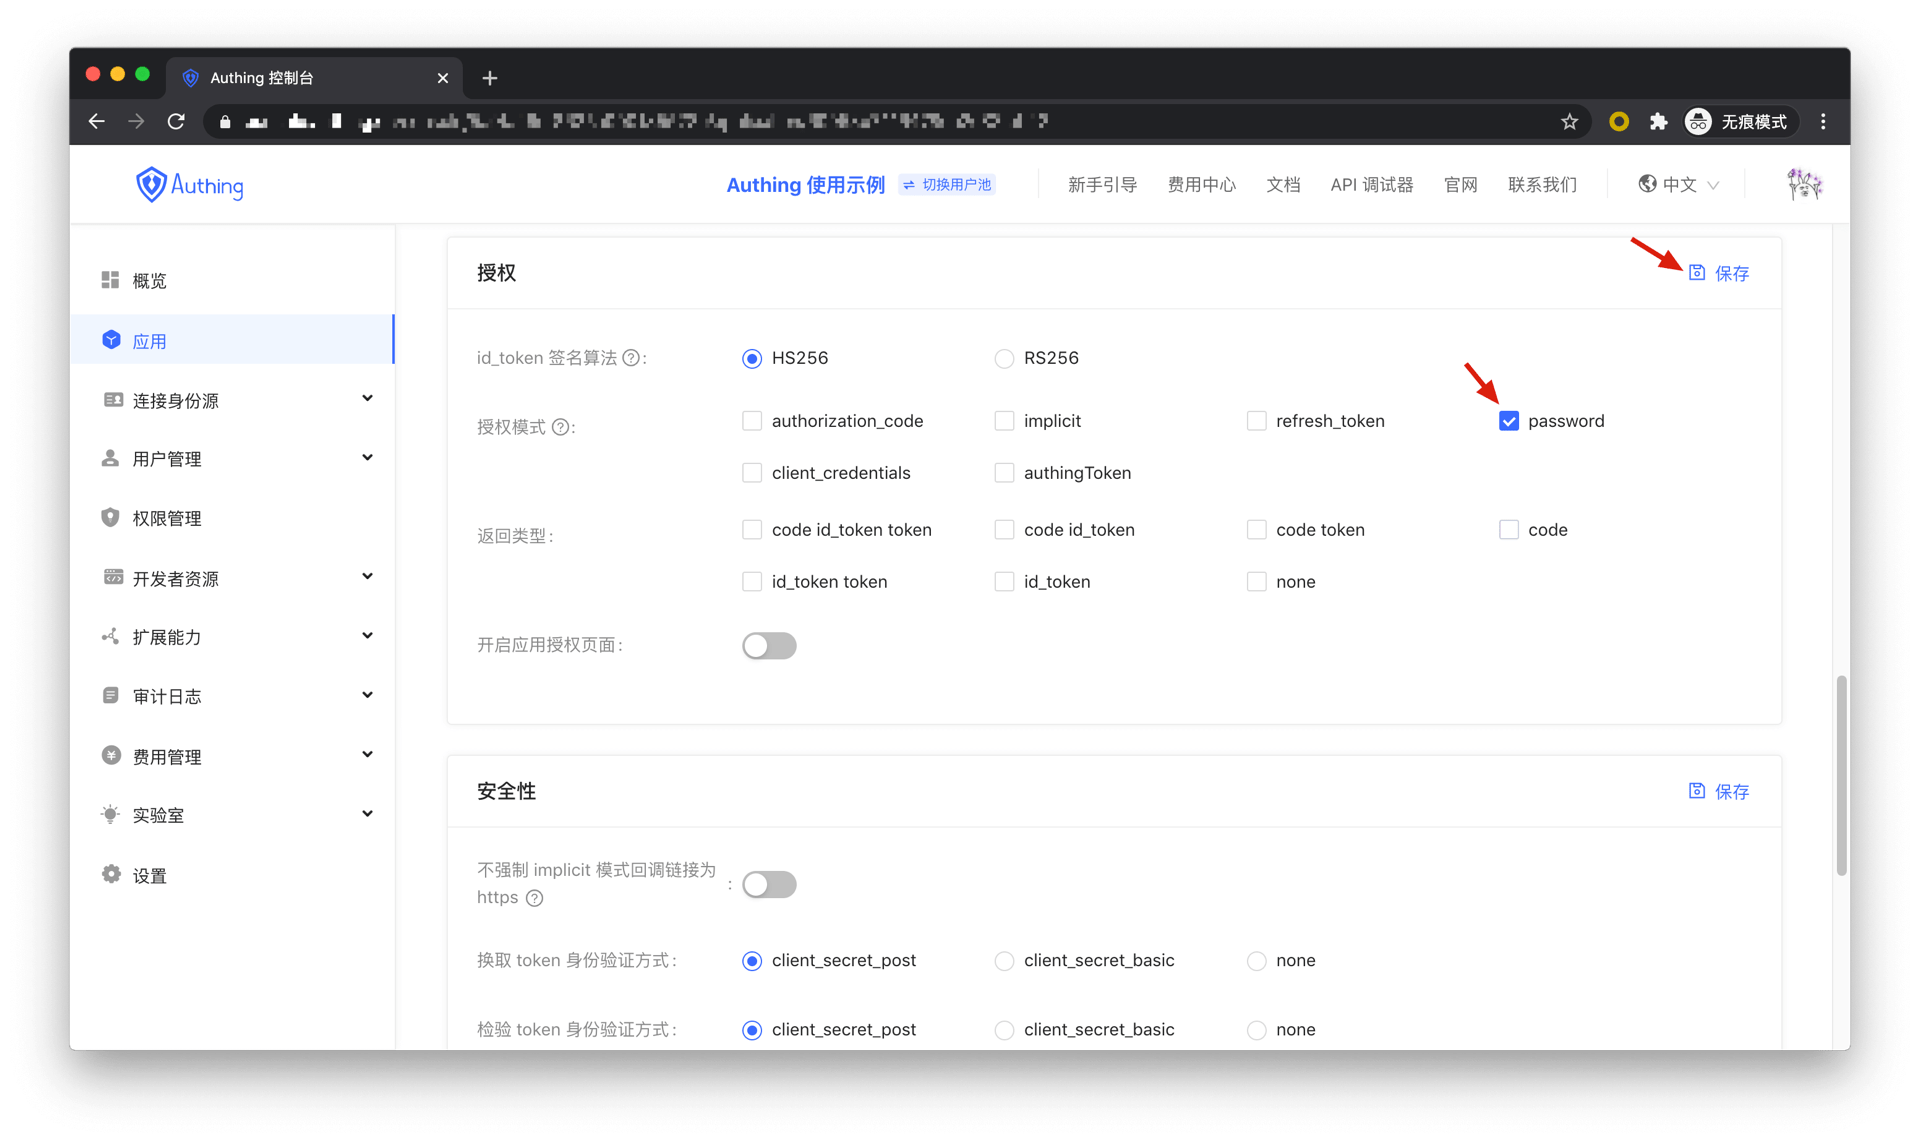 Authing 控制台
无痕模式
Authing
Authing 使用示例
切换用户池
新手引导
费用中心
文档
API 调试器
官网
联系我们
中文
概览
应用
连接身份源
用户管理
权限管理
开发者资源
扩展能力
审计日志
费用管理
实验室
设置
授权
保存
id_token 签名算法 ?:
HS256
RS256
授权模式 ?:
authorization_code
implicit
refresh_token
password
client_credentials
authingToken
返回类型:
code id_token token
code id_token
code token
code
id_token token
id_token
none
开启应用授权页面:
安全性
保存
不强制 implicit 模式回调链接为
https ? :
换取 token 身份验证方式:
client_secret_post
client_secret_basic
none
检验 token 身份验证方式:
client_secret_post
client_secret_basic
none